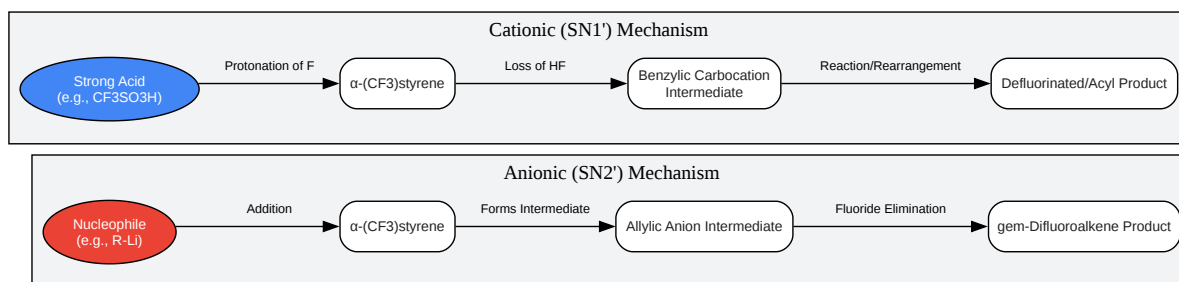 Cationic (SN1') Mechanism
Strong Acid
(e.g., CF3SO3H)
Protonation of F
α-(CF3)styrene
Loss of HF
Benzylic Carbocation
Intermediate
Reaction/Rearrangement
Defluorinated/Acyl Product
Anionic (SN2') Mechanism
Nucleophile
(e.g., R-Li)
Addition
α-(CF3)styrene
Forms Intermediate
Allylic Anion Intermediate
Fluoride Elimination
gem-Difluoroalkene Product